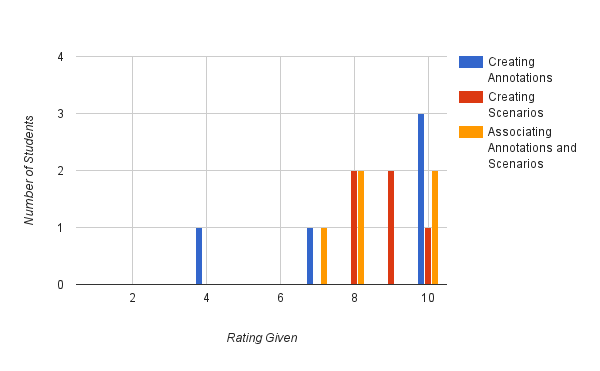 4
3
2
1
0
2
4
6
8
10
Number of Students
Rating Given
Creating
Annotations
Creating
Scenarios
Associating
Annotations and
Scenarios